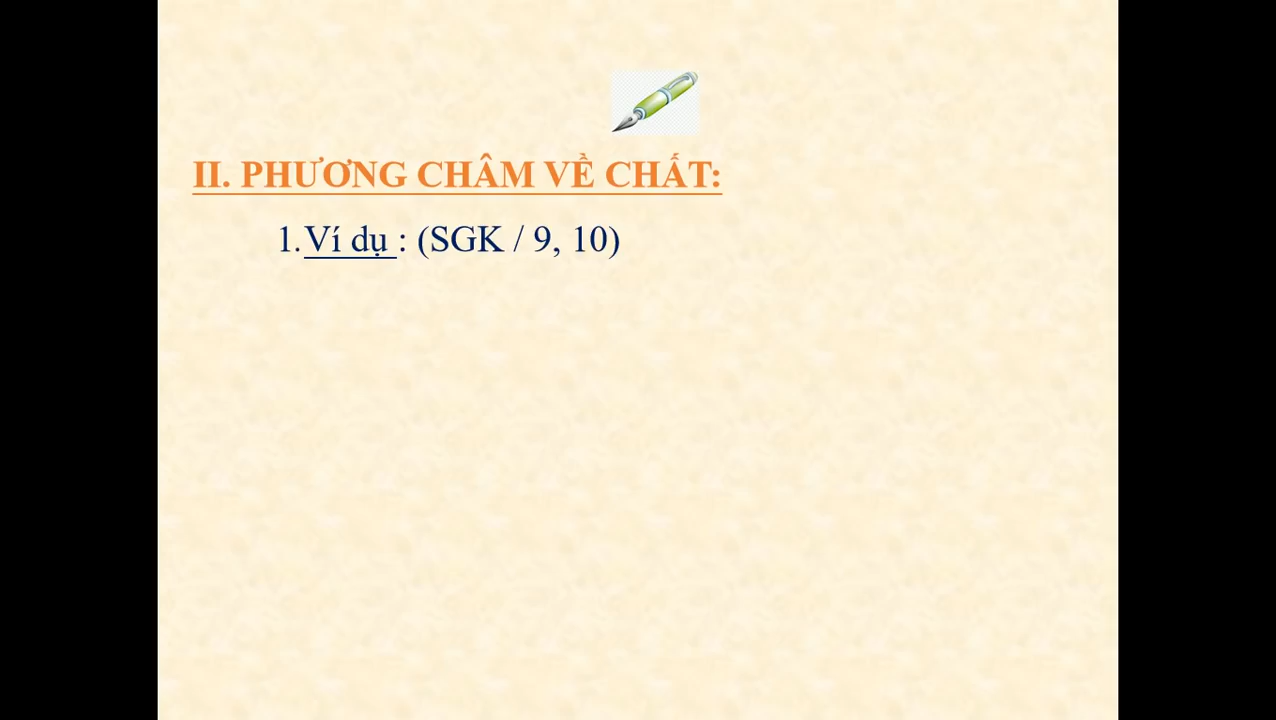 II. PHƯƠNG CHÂM VỀ CHẤT:
1.Ví dụ : (SGK / 9, 10)